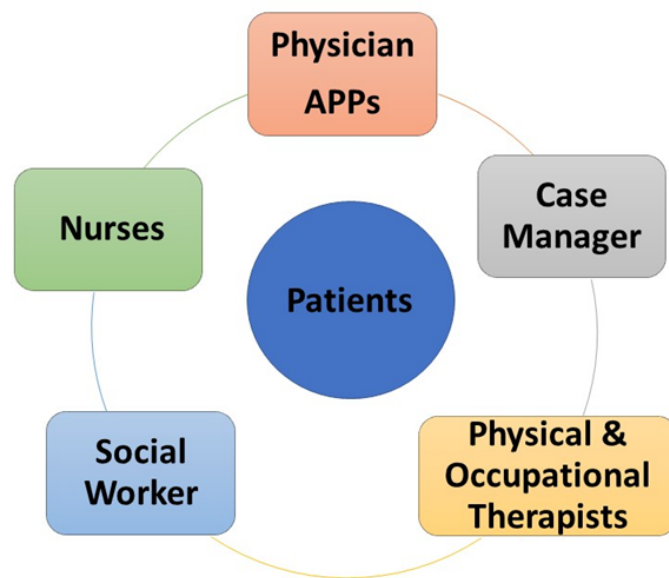 Physician
APPs
Case
Manager
Nurses
Patients
Social
Worker
Physical &
Occupational
Therapists